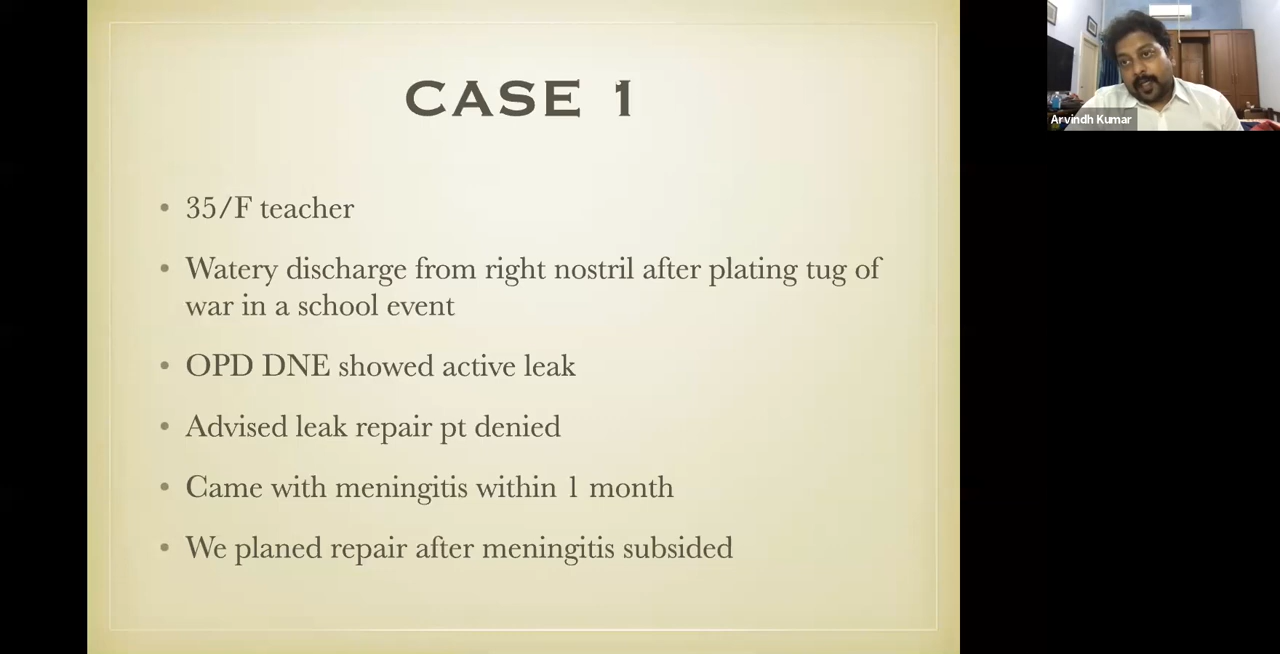 CASE 1
• 35/F teacher
• Watery discharge from right nostril after plating tug of
war in a school event
• OPD DNE showed active leak
• Advised leak repair pt denied
• Came with meningitis within 1 month
• We planed repair after meningitis subsided
Arvindh Kumar